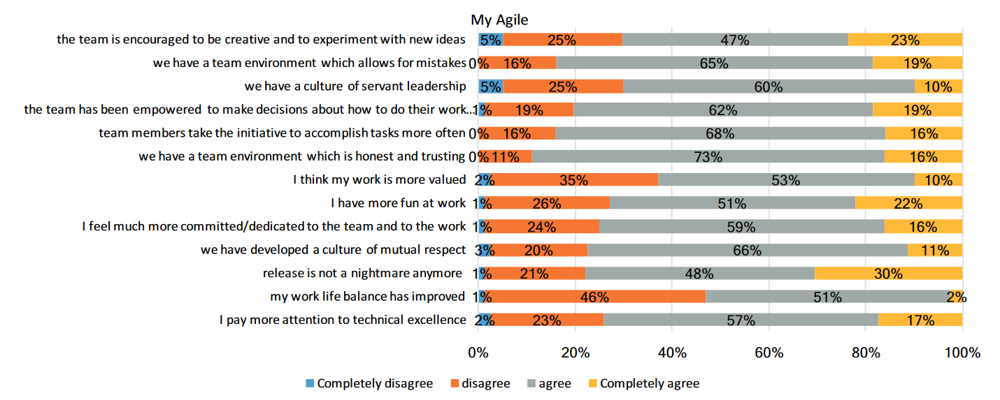 My Agile
the team is encouraged to be creative and to experiment with new ideas 5% 25% 47% 23%
we have a team environment which allows for mistakes 0% 16% 65% 19%
we have a culture of servant leadership 5% 25% 60% 10%
the team has been empowered to make decisions about how to do their work... 1% 19% 62% 19%
team members take the initiative to accomplish tasks more often 0% 16% 68% 16%
we have a team environment which is honest and trusting 0% 11% 73% 16%
I think my work is more valued 2% 35% 53% 10%
I have more fun at work 1% 26% 51% 22%
I feel much more committed/dedicated to the team and to the work 1% 24% 59% 16%
we have developed a culture of mutual respect 3% 20% 66% 11%
release is not a nightmare anymore 1% 21% 48% 30%
my work life balance has improved 1% 46% 51% 2%
I pay more attention to technical excellence 2% 23% 57% 17%
0% 20% 40% 60% 80% 100%
Completely disagree disagree agree Completely agree